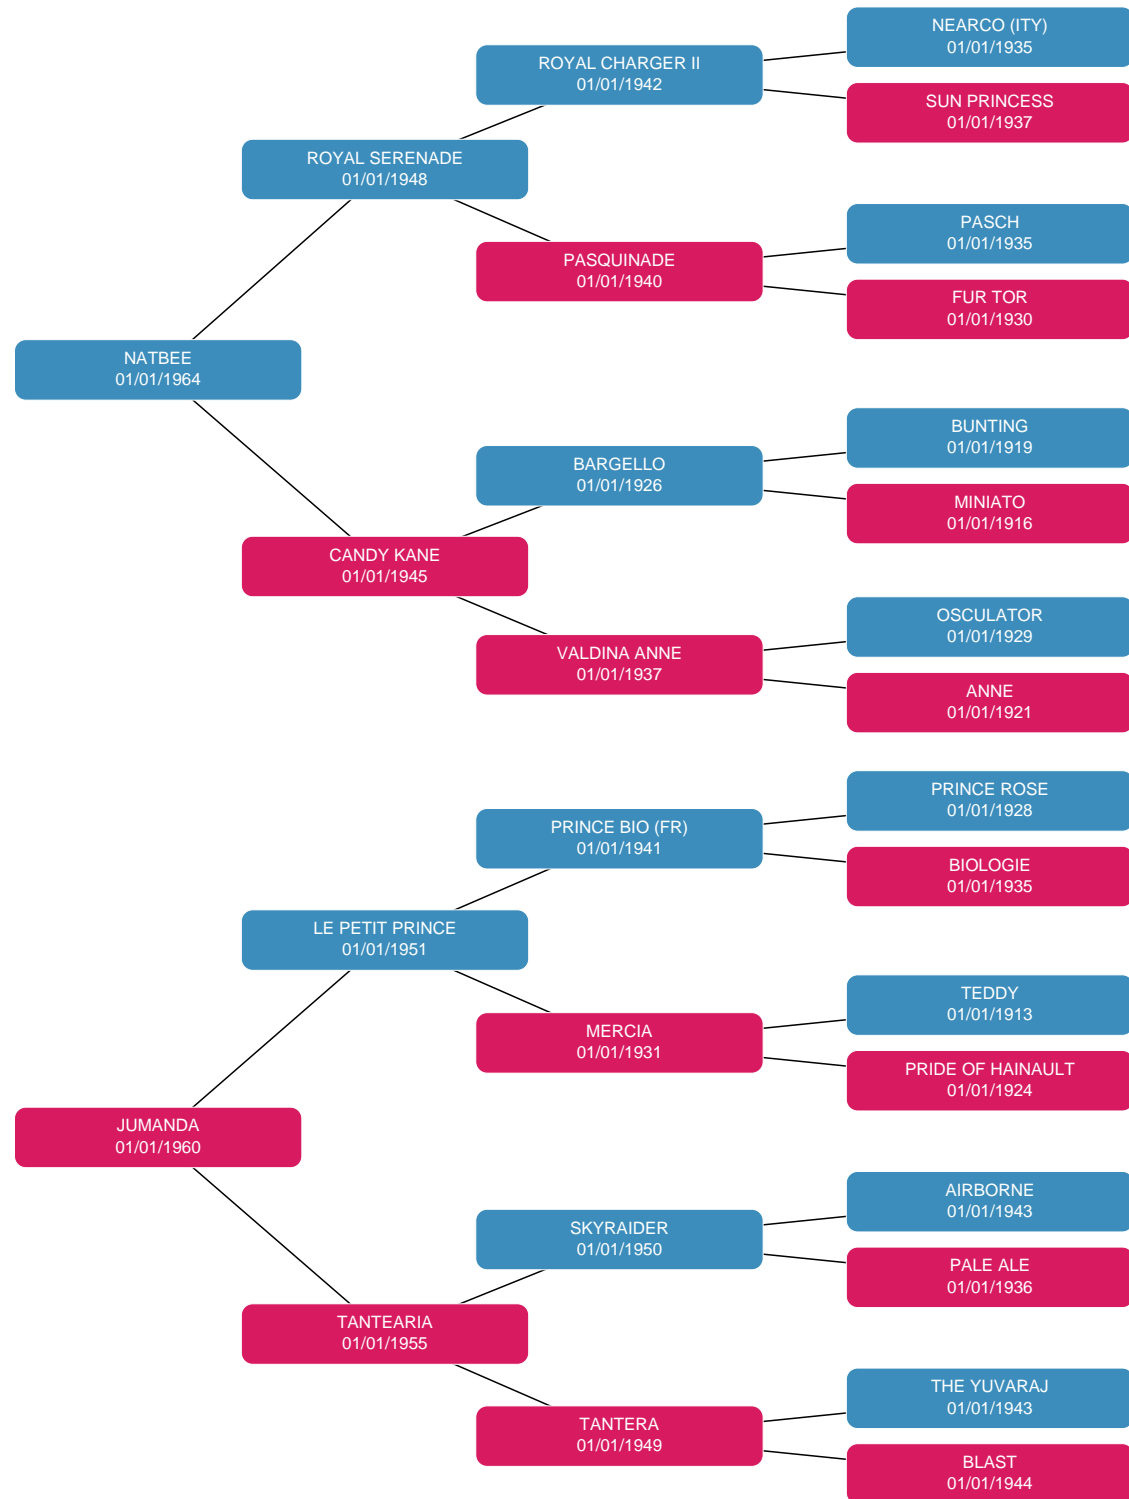 NEARCO (ITY)
01/01/1935
ROYAL CHARGER II
01/01/1942
SUN PRINCESS
01/01/1937
ROYAL SERENADE
01/01/1948
PASCH
01/01/1935
PASQUINADE
01/01/1940
FUR TOR
01/01/1930
NATBEE
01/01/1964
BUNTING
01/01/1919
BARGELLO
01/01/1926
MINIATO
01/01/1916
CANDY KANE
01/01/1945
OSCULATOR
01/01/1929
VALDINA ANNE
01/01/1937
ANNE
01/01/1921
PRINCE ROSE
01/01/1928
PRINCE BIO (FR)
01/01/1941
BIOLOGIE
01/01/1935
LE PETIT PRINCE
01/01/1951
TEDDY
01/01/1913
MERCIA
01/01/1931
PRIDE OF HAINAULT
01/01/1924
JUMANDA
01/01/1960
AIRBORNE
01/01/1943
SKYRAIDER
01/01/1950
PALE ALE
01/01/1936
TANTEARIA
01/01/1955
THE YUVARAJ
01/01/1943
TANTERA
01/01/1949
BLAST
01/01/1944